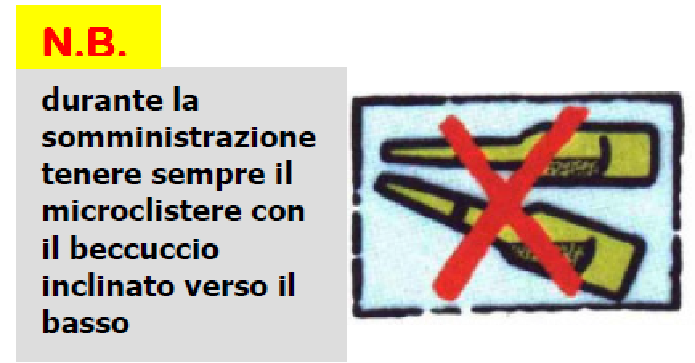 N.B.
durante la
somministrazione
tenere sempre il
microclistere con
il beccuccio
inclinato verso il
basso